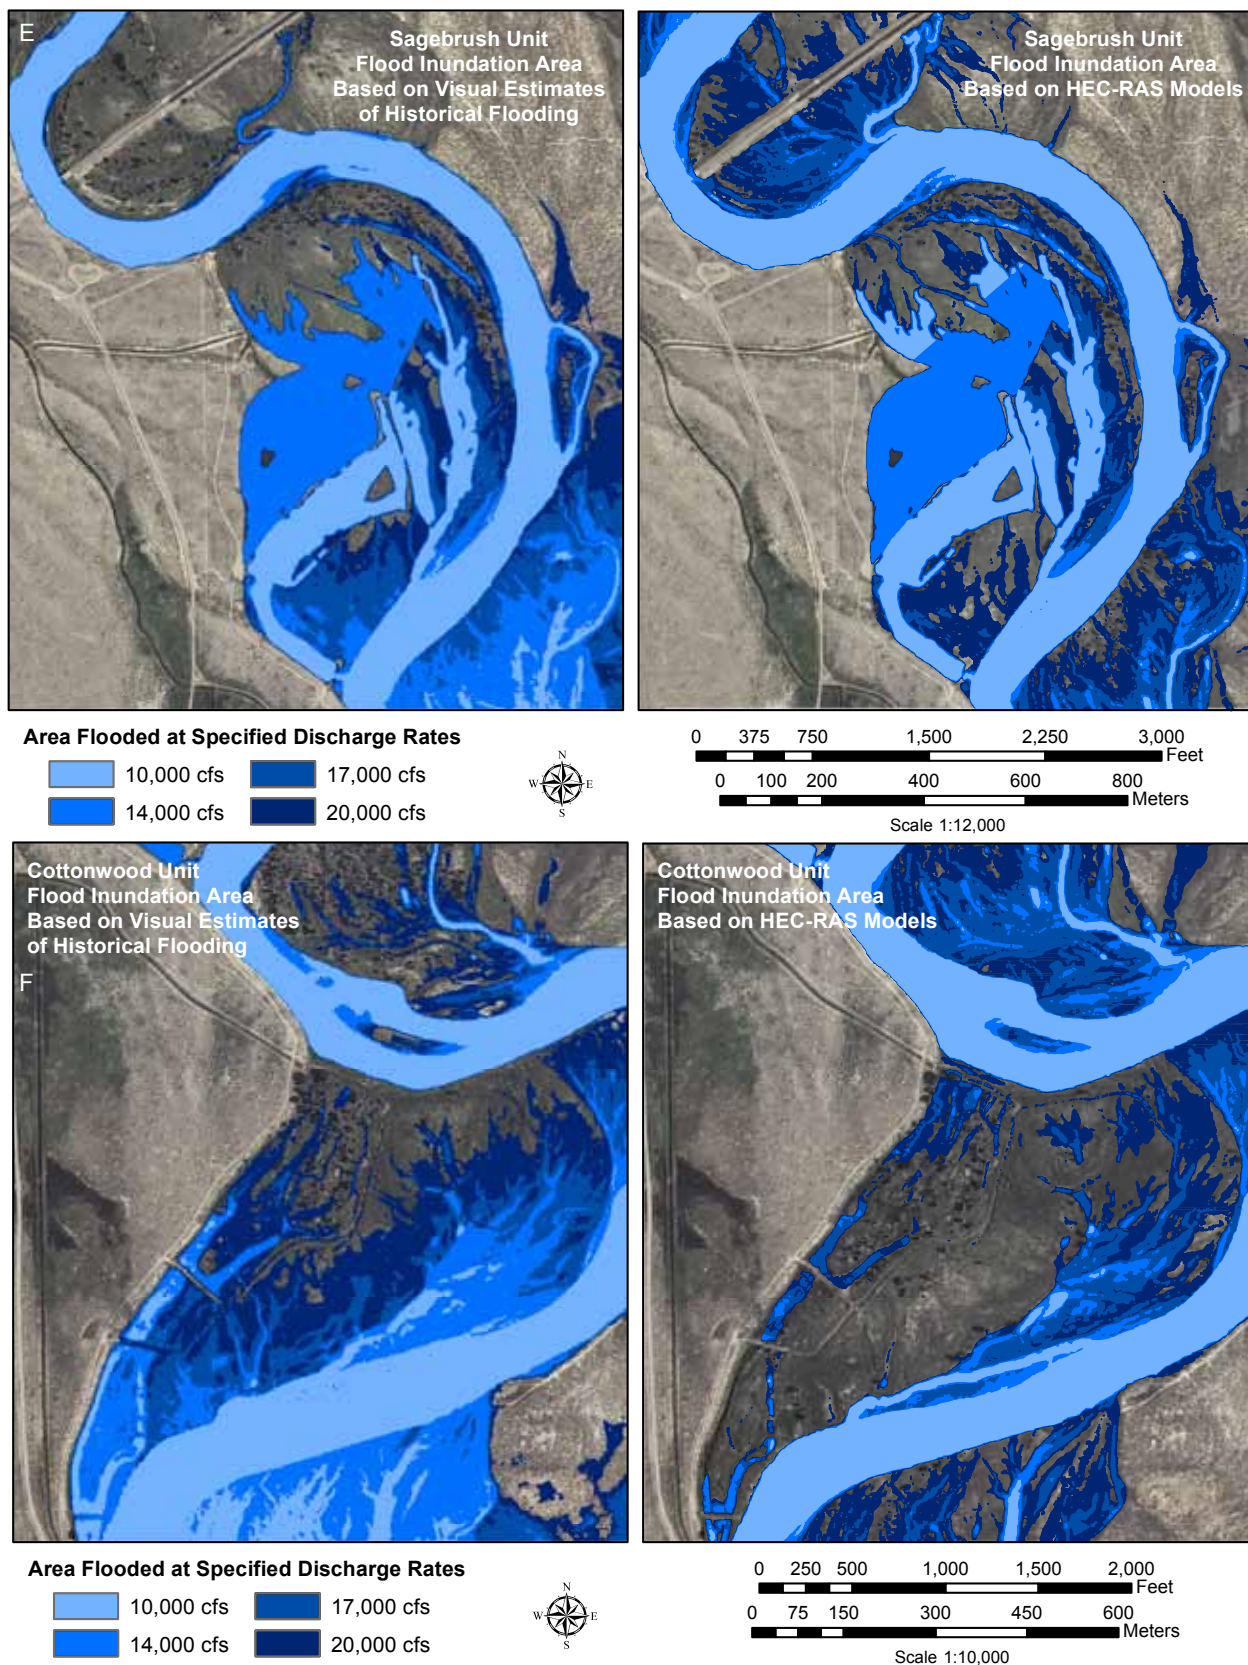 E
Sagebrush Unit
Flood Inundation Area
Based on Visual Estimates
of Historical Flooding
Sagebrush Unit
Flood Inundation Area
Based on HEC-RAS Models
Area Flooded at Specified Discharge Rates
10,000 cfs
17,000 cfs
14,000 cfs
20,000 cfs
N
W E
S
0 375 750 1,500 2,250 3,000
Feet
0 100 200 400 600 800
Meters
Scale 1:12,000
Cottonwood Unit
Flood Inundation Area
Based on Visual Estimates
of Historical Flooding
F
Cottonwood Unit
Flood Inundation Area
Based on HEC-RAS Models
Area Flooded at Specified Discharge Rates
10,000 cfs
17,000 cfs
14,000 cfs
20,000 cfs
N
W E
S
0 250 500 1,000 1,500 2,000
Feet
0 75 150 300 450 600
Meters
Scale 1:10,000